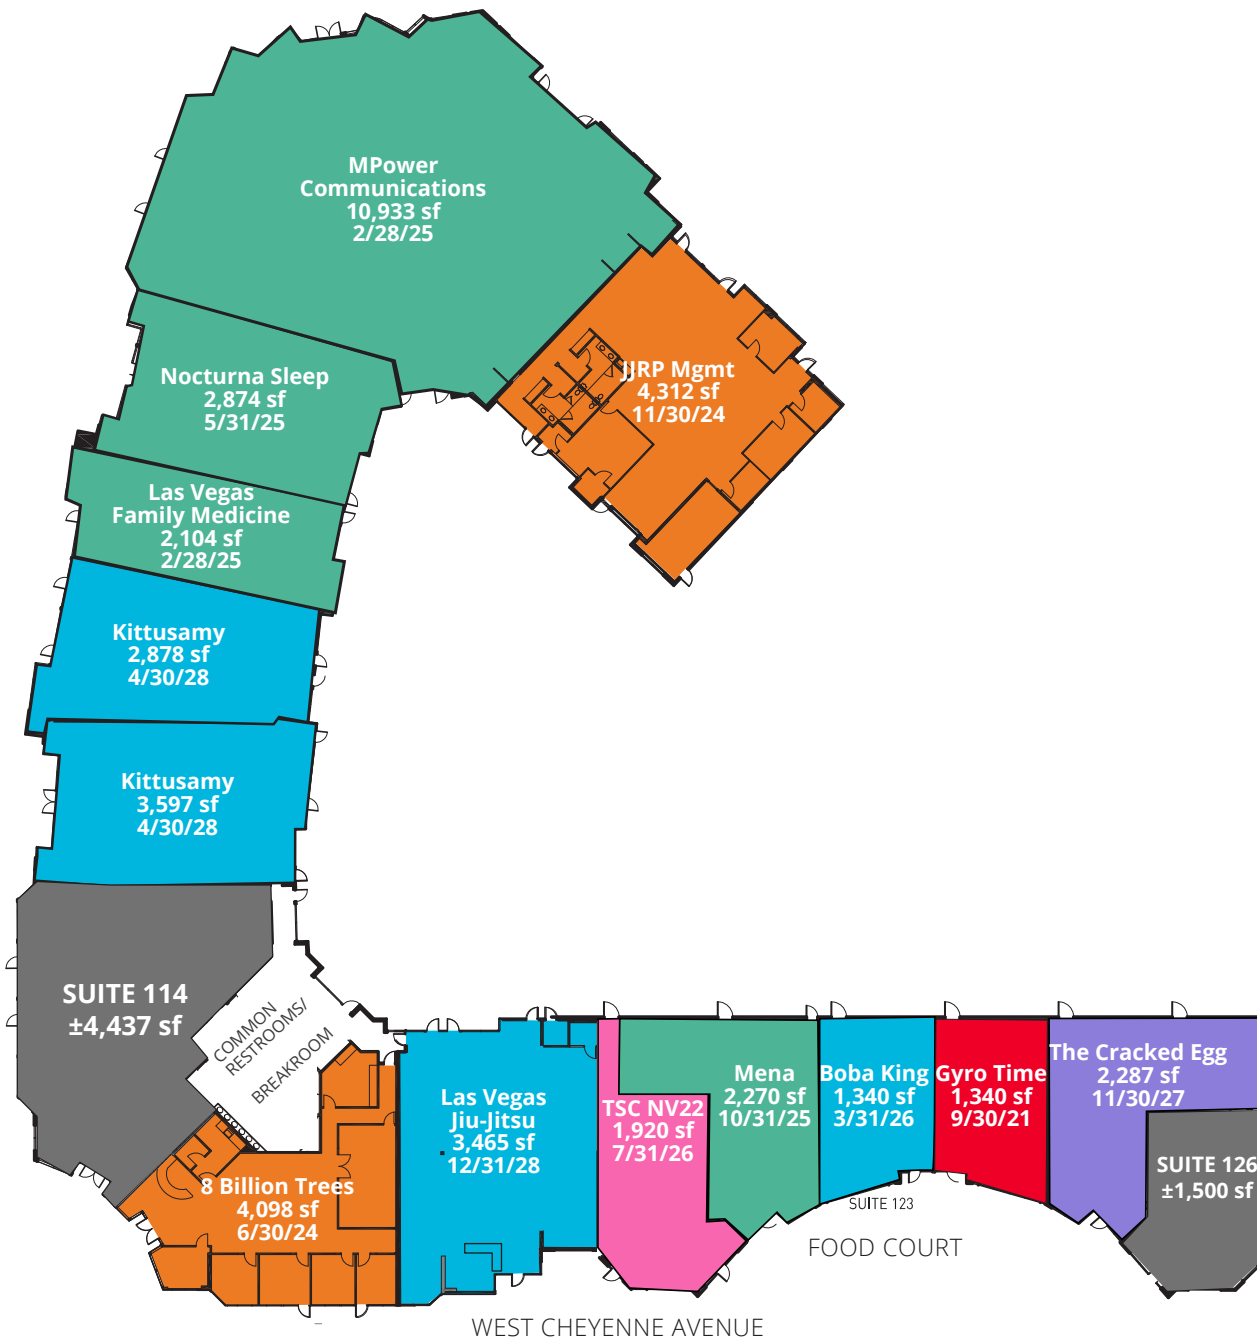 MPower
Communications
10,933 sf
2/28/25
JJRP Mgmt
4,312 sf
11/30/24
Nocturna Sleep
2,874 sf
5/31/25
Las Vegas
Family Medicine
2,104 sf
2/28/25
Kittusamy
2,878 sf
4/30/28
Kittusamy
3,597 sf
4/30/28
SUITE 114
±4,437 sf
COMMON
RESTROOMS/
BREAKROOM
8 Billion Trees
4,098 sf
6/30/24
Las Vegas
Jiu-Jitsu
3,465 sf
12/31/28
TSC NV22
1,920 sf
7/31/26
Mena
2,270 sf
10/31/25
Boba King
1,340 sf
3/31/26
Gyro Time
1,340 sf
9/30/21
The Cracked Egg
2,287 sf
11/30/27
SUITE 126
±1,500 sf
SUITE 123
FOOD COURT
WEST CHEYENNE AVENUE